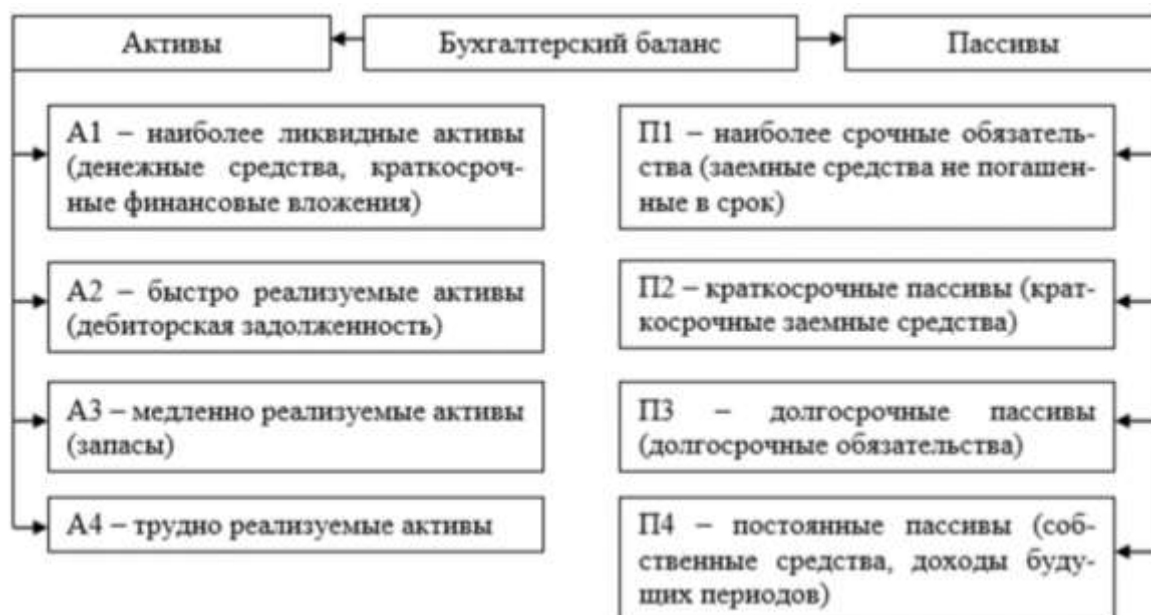 Активы
Бухгалтерский баланс
Пассивы
А1 – наиболее ликвидные активы
(денежные средства, краткосроч-
ные финансовые вложения)
А2 – быстро реализуемые активы
(дебиторская задолженность)
А3 – медленно реализуемые активы
(запасы)
А4 – трудно реализуемые активы
П1 – наиболее срочные обязатель-
ства (заемные средства не погашен-
ные в срок)
П2 – краткосрочные пассивы (крат-
косрочные заемные средства)
П3 – долгосрочные пассивы
(долгосрочные обязательства)
П4 – постоянные пассивы (соб-
ственные средства, доходы буду-
щих периодов)